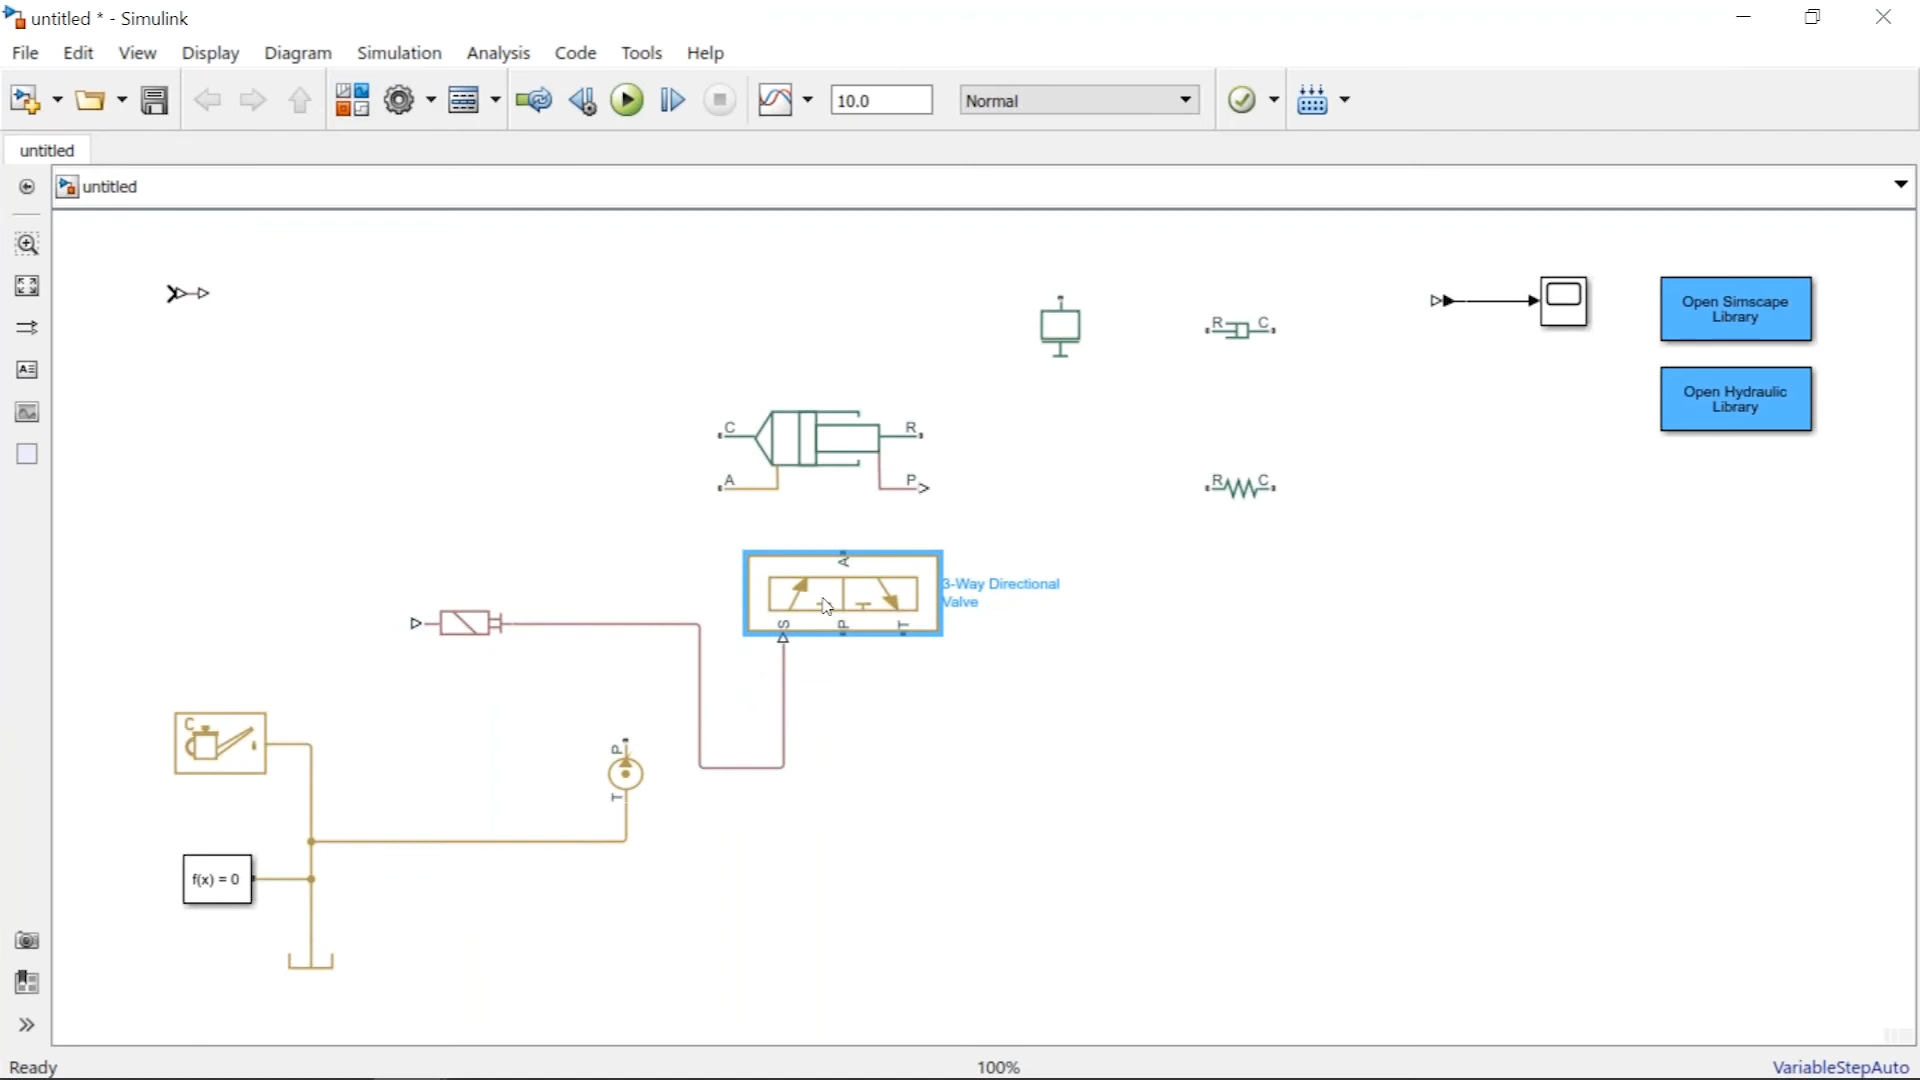 untitled * - Simulink
File Edit View Display Diagram Simulation Analysis Code Tools Help
10.0
Normal
untitled
untitled
Open Simscape
Library
R C
Open Hydraulic
Library
C R
A P
R C
A
3-Way Directional
Valve
S P T
C
P
T
f(x) = 0
Ready
100%
VariableStepAuto